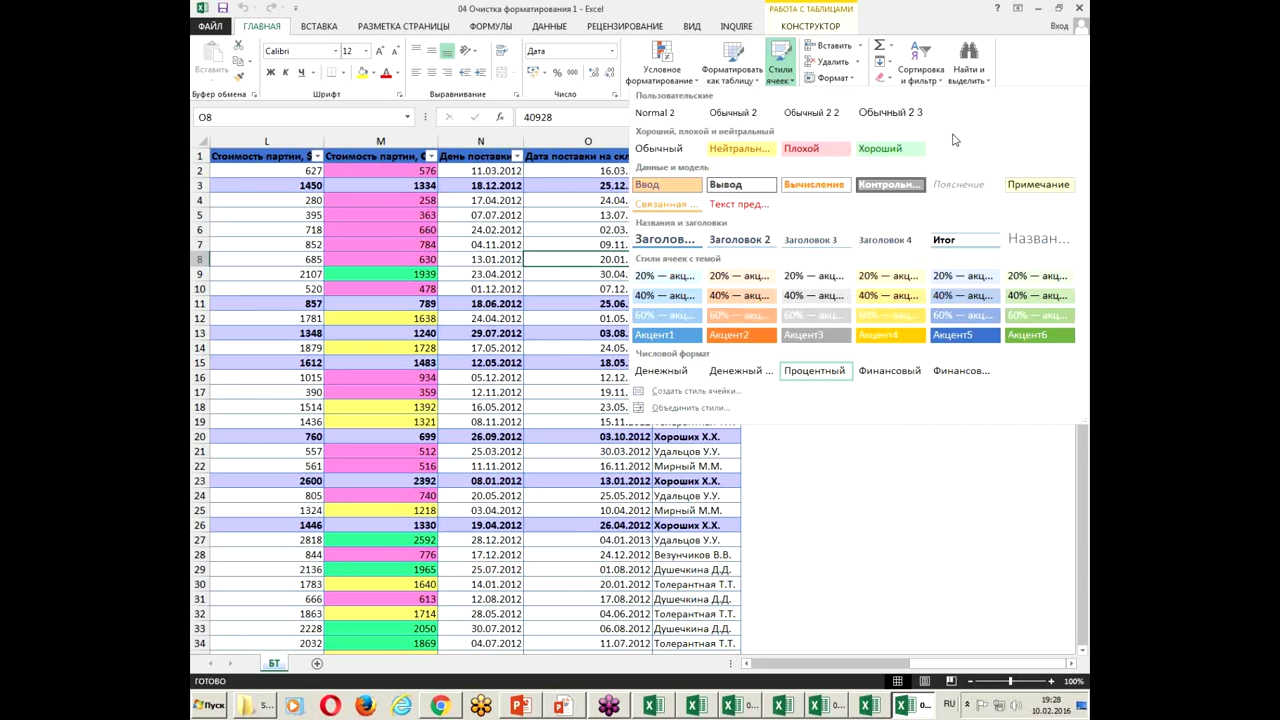 04 Очистка форматирования 1 - Excel
РАБОТА С ТАБЛИЦАМИ
ФАЙЛ ГЛАВНАЯ ВСТАВКА РАЗМЕТКА СТРАНИЦЫ ФОРМУЛЫ ДАННЫЕ РЕЦЕНЗИРОВАНИЕ ВИД INQUIRE КОНСТРУКТОР Вход
Вставить Calibri 12 Дата Условное форматирование Форматировать как таблицу Стили ячеек Вставить Удалить Формат Сортировка и фильтр Найти и выделить
Буфер обмена Шрифт Выравнивание Число
O8 40928
Пользовательские
Normal 2 Обычный 2 Обычный 2 2 Обычный 2 3
Хороший, плохой и нейтральный
Обычный Нейтральн... Плохой Хороший
Данные и модель
Ввод Вывод Вычисление Контрольн... Пояснение Примечание
Связанная ... Текст пред...
Названия и заголовки
Заголов... Заголовок 2 Заголовок 3 Заголовок 4 Итог Назван...
Стили ячеек с темой
20% — акц... 20% — акц... 20% — акц... 20% — акц... 20% — акц... 20% — акц...
40% — акц... 40% — акц... 40% — акц... 40% — акц... 40% — акц... 40% — акц...
60% — акц... 60% — акц... 60% — акц... 60% — акц... 60% — акц... 60% — акц...
Акцент1 Акцент2 Акцент3 Акцент4 Акцент5 Акцент6
Числовой формат
Денежный Денежный ... Процентный Финансовый Финансов...
Создать стиль ячейки...
Объединить стили...
L M N O
1 Стоимость партии, $ Стоимость партии, День поставки Дата поставки на скл
2 627 576 11.03.2012 16.03.
3 1450 1334 18.12.2012 25.12.
4 280 258 17.04.2012 24.04.
5 395 363 07.07.2012 13.07.
6 718 660 24.02.2012 02.03.
7 852 784 04.11.2012 09.11.
8 685 630 13.01.2012 20.01.
9 2107 1939 23.04.2012 30.04.
10 520 478 01.12.2012 07.12.
11 857 789 18.06.2012 25.06.
12 1781 1638 24.04.2012 01.05.
13 1348 1240 29.07.2012 03.08.
14 1879 1728 17.05.2012 24.05.
15 1612 1483 12.05.2012 18.05.
16 1015 934 05.12.2012 12.12.
17 390 359 12.11.2012 19.11.
18 1514 1392 16.05.2012 23.05.
19 1436 1321 08.11.2012 15.11.
20 760 699 26.09.2012 03.10.2012 Хороших Х.Х.
21 557 512 25.03.2012 30.03.2012 Удальцов У.У.
22 561 516 11.11.2012 16.11.2012 Мирный М.М.
23 2600 2392 08.01.2012 13.01.2012 Хороших Х.Х.
24 805 740 20.05.2012 25.05.2012 Удальцов У.У.
25 1324 1218 03.04.2012 10.04.2012 Мирный М.М.
26 1446 1330 19.04.2012 26.04.2012 Хороших Х.Х.
27 2818 2592 28.12.2012 04.01.2013 Удальцов У.У.
28 844 776 17.12.2012 24.12.2012 Везунчиков В.В.
29 2136 1965 25.07.2012 01.08.2012 Душечкина Д.Д.
30 1783 1640 14.01.2012 20.01.2012 Толерантная Т.Т.
31 666 613 12.08.2012 17.08.2012 Душечкина Д.Д.
32 1863 1714 28.05.2012 04.06.2012 Толерантная Т.Т.
33 2228 2050 30.07.2012 06.08.2012 Душечкина Д.Д.
34 2032 1869 04.07.2012 11.07.2012 Толерантная Т.Т.
БТ
ГОТОВО 100%
Пуск S... 0... 0... 0... RU 19:28
10.02.2016